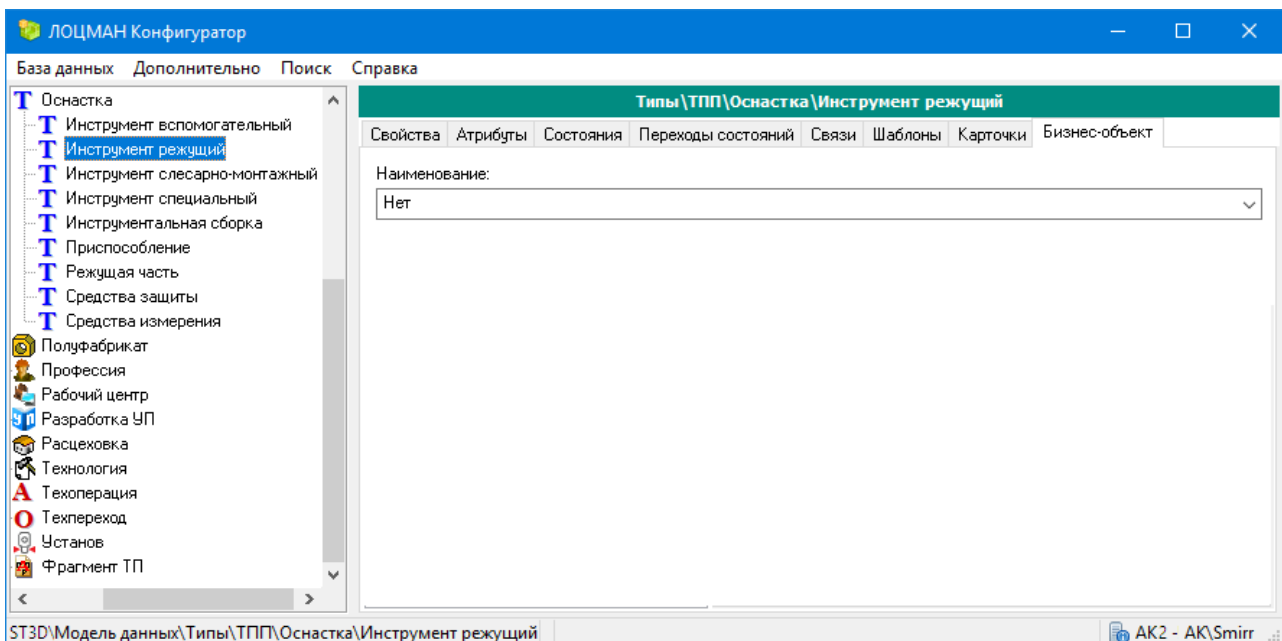 ЛОЦМАН Конфигуратор
База данных Дополнительно Поиск Справка
Оснастка
Инструмент вспомогательный
Инструмент режущий
Инструмент слесарно-монтажный
Инструмент специальный
Инструментальная сборка
Приспособление
Режущая часть
Средства защиты
Средства измерения
Полуфабрикат
Профессия
Рабочий центр
Разработка УП
Расцеховка
Технология
Техоперация
Техпереход
Установ
Фрагмент ТП
Типы\ТПП\Оснастка\Инструмент режущий
Свойства Атрибуты Состояния Переходы состояний Связи Шаблоны Карточки Бизнес-объект
Наименование:
Нет
ST3D\Модель данных\Типы\ТПП\Оснастка\Инструмент режущий
AK2 - AK\Smirr